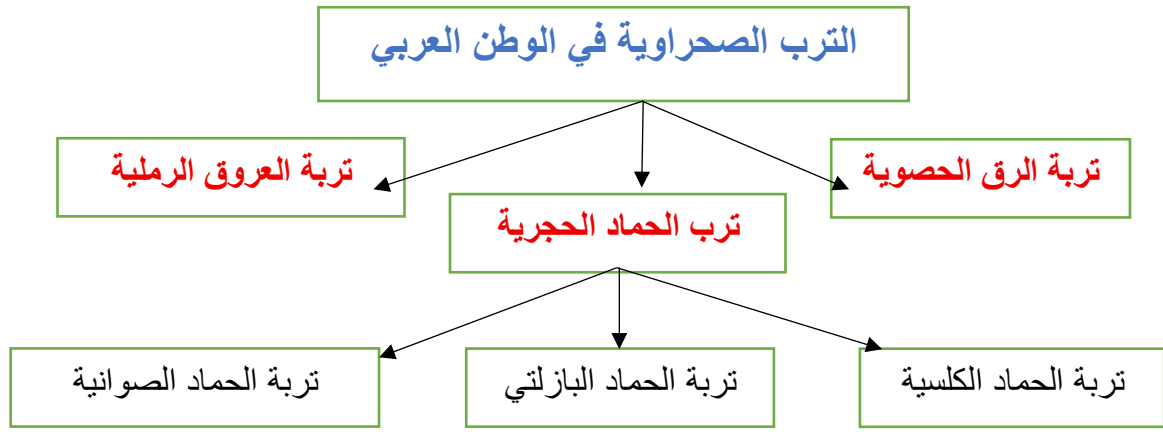 الترب الصحراوية في الوطن العربي
تربة الرق الحصوية
تربة العروق الرملية
ترب الحماد الحجرية
تربة الحماد الكلسية
تربة الحماد البازلتي
تربة الحماد الصوانية